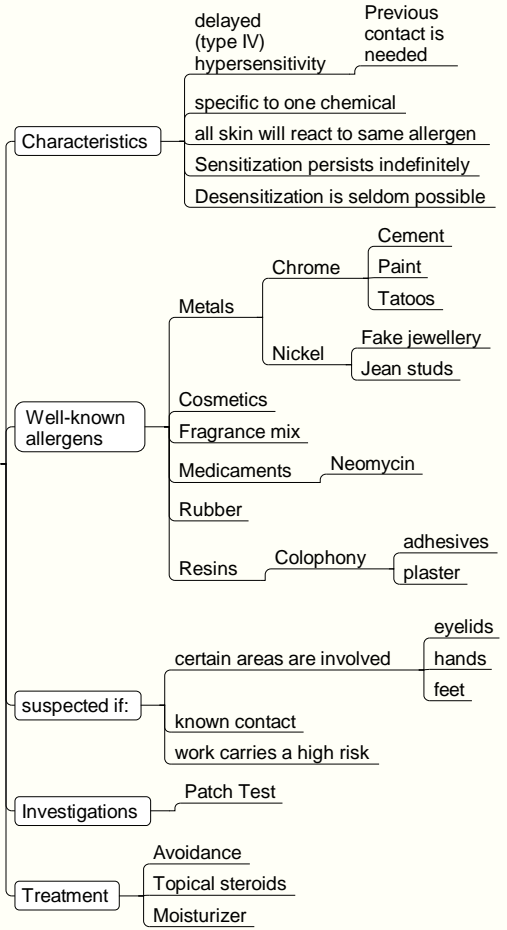 Characteristics
delayed
(type IV)
hypersensitivity
Previous
contact is
needed
specific to one chemical
all skin will react to same allergen
Sensitization persists indefinitely
Desensitization is seldom possible
Well-known
allergens
Metals
Chrome
Cement
Paint
Tatoos
Nickel
Fake jewellery
Jean studs
Cosmetics
Fragrance mix
Medicaments
Neomycin
Rubber
Resins
Colophony
adhesives
plaster
suspected if:
certain areas are involved
eyelids
hands
feet
known contact
work carries a high risk
Investigations
Patch Test
Treatment
Avoidance
Topical steroids
Moisturizer